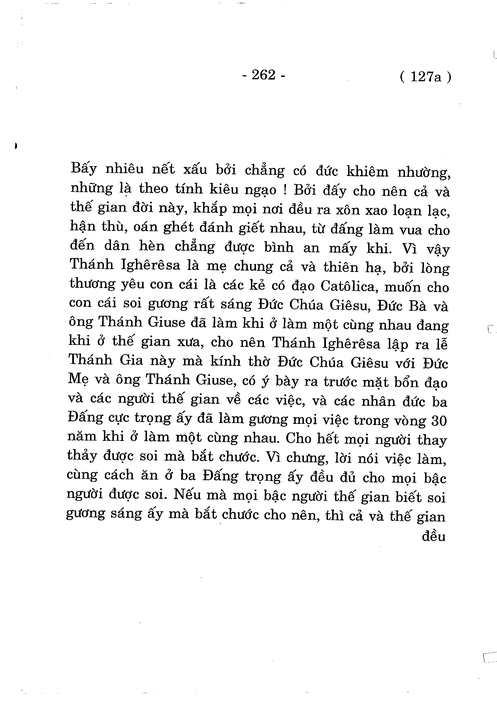 - 262 - ( 127a )
Bấy nhiêu nết xấu bởi chẳng có đức khiêm nhường,
những là theo tính kiêu ngạo ! Bởi đấy cho nên cả và
thế gian đời này, khắp mọi nơi đều ra xôn xao loạn lạc,
hận thù, oán ghét đánh giết nhau, từ đấng làm vua cho
đến dân hèn chẳng được bình an mấy khi. Vì vậy
Thánh Ighêrêsa là mẹ chung cả và thiên hạ, bởi lòng
thương yêu con cái là các kẻ có đạo Catôlica, muốn cho
con cái soi gương rất sáng Đức Chúa Giêsu, Đức Bà và
ông Thánh Giuse đã làm khi ở làm một cùng nhau đang
khi ở thế gian xưa, cho nên Thánh Ighêrêsa lập ra lễ
Thánh Gia này mà kính thờ Đức Chúa Giêsu với Đức
Mẹ và ông Thánh Giuse, có ý bày ra trước mặt bổn đạo
và các người thế gian về các việc, và các nhân đức ba
Đấng cực trọng ấy đã làm gương mọi việc trong vòng 30
năm khi ở làm một cùng nhau. Cho hết mọi người thay
thảy được soi mà bắt chước. Vì chưng, lời nói việc làm,
cùng cách ăn ở ba Đấng trọng ấy đều đủ cho mọi bậc
người được soi. Nếu mà mọi bậc người thế gian biết soi
gương sáng ấy mà bắt chước cho nên, thì cả và thế gian
đều